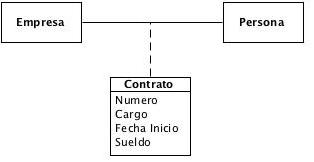 Empresa
Persona
Contrato
Numero
Cargo
Fecha Inicio
Sueldo